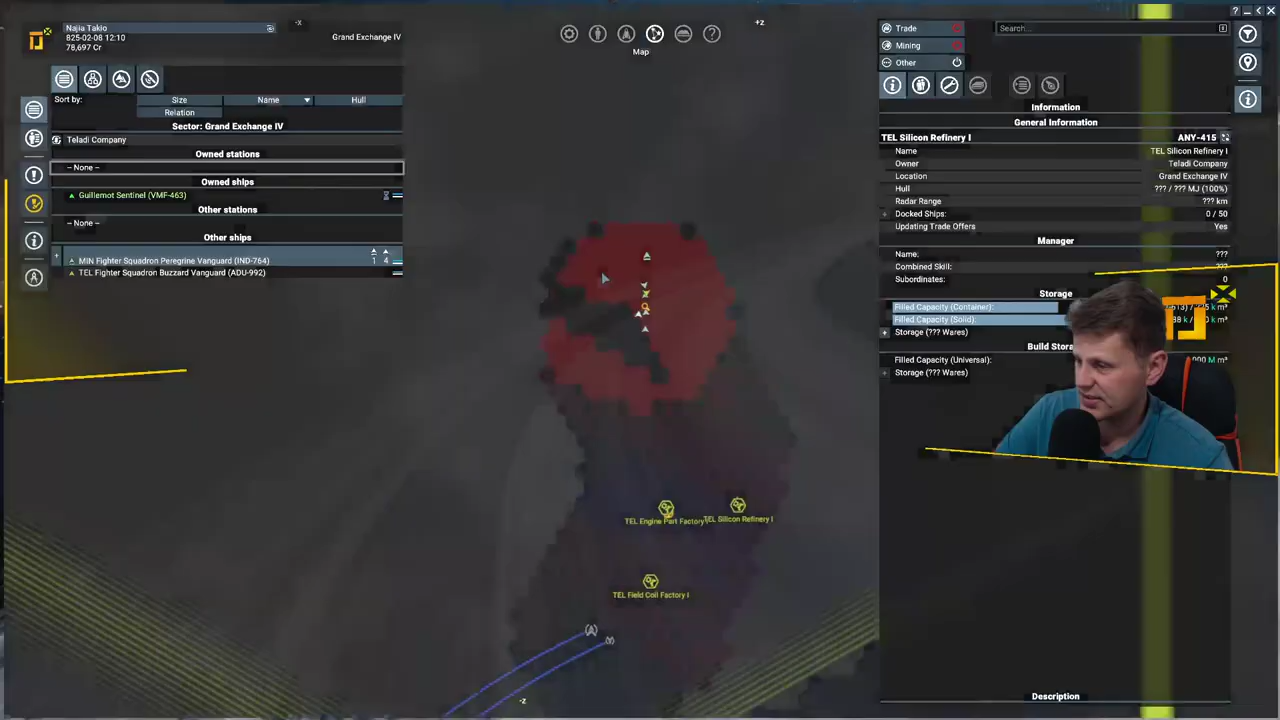 Najia Takio
825-02-08 12:10
78,697 Cr
-x
Grand Exchange IV
+z
Map
Sort by:
Size
Name
Hull
Relation
Sector: Grand Exchange IV
Teladi Company
Owned stations
-- None --
Owned ships
Guillemot Sentinel (VMF-463)
Other stations
-- None --
Other ships
MIN Fighter Squadron Peregrine Vanguard (IND-764)
1 4
TEL Fighter Squadron Buzzard Vanguard (ADU-992)
TEL Engine Part Factory
TEL Silicon Refinery I
TEL Field Coil Factory I
(A)
(Y)
-z
Trade
Mining
Other
Search...
Information
General Information
TEL Silicon Refinery I ANY-415
Name TEL Silicon Refinery I
Owner Teladi Company
Location Grand Exchange IV
Hull ??? / ??? MJ (100%)
Radar Range ??? km
Docked Ships: 0 / 50
Updating Trade Offers Yes
Manager
Name: ???
Combined Skill: ???
Subordinates: 0
Storage
Filled Capacity (Container):
Filled Capacity (Solid):
Storage (??? Wares)
Build Stora
Filled Capacity (Universal):
Storage (??? Wares)
Description